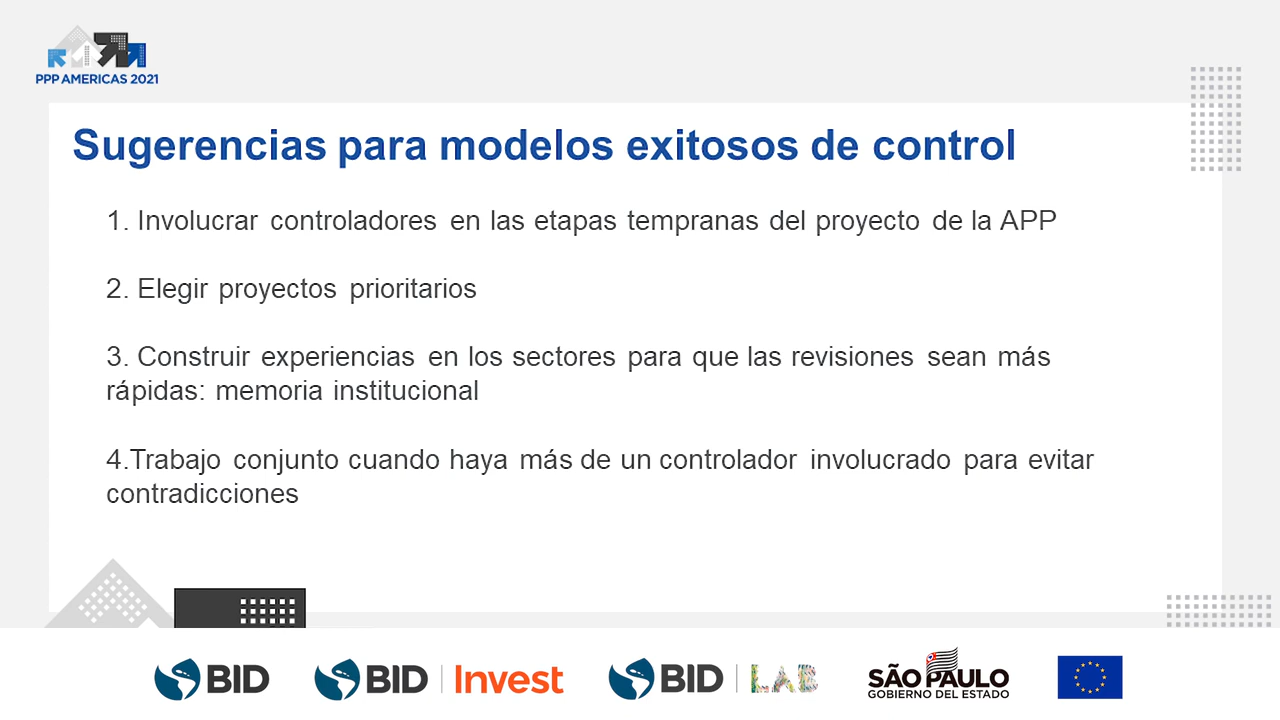 PPP AMERICAS 2021
Sugerencias para modelos exitosos de control
1. Involucrar controladores en las etapas tempranas del proyecto de la APP
2. Elegir proyectos prioritarios
3. Construir experiencias en los sectores para que las revisiones sean más
rápidas: memoria institucional
4.Trabajo conjunto cuando haya más de un controlador involucrado para evitar
contradicciones
BID
BID Invest
BID LAB
SÃO PAULO
GOBIERNO DEL ESTADO